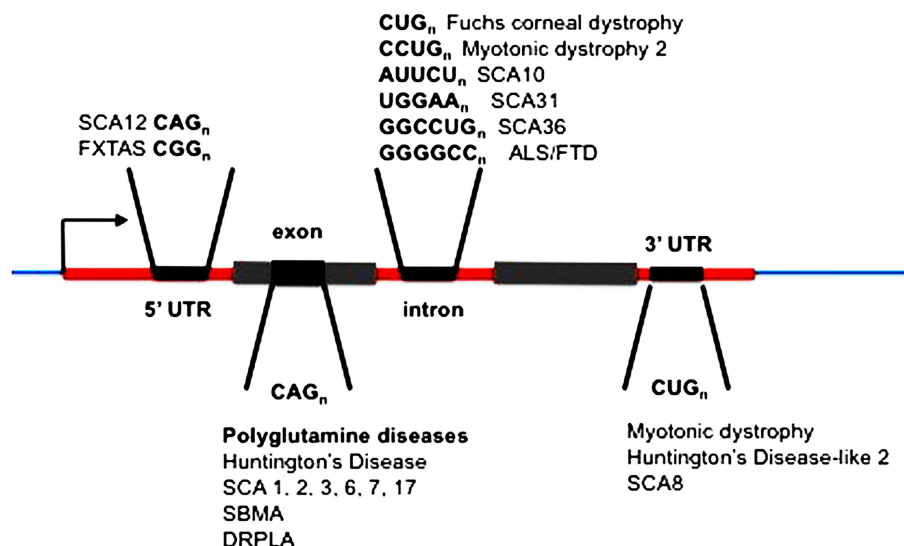 CUGn Fuchs corneal dystrophy
CCUGn Myotonic dystrophy 2
AUUCUn SCA10
UGGAAn SCA31
GGCCUGn SCA36
GGGGCCn ALS/FTD
SCA12 CAGn
FXTAS CGGn
exon
3' UTR
5' UTR
intron
CAGn
Polyglutamine diseases
Huntington's Disease
SCA 1, 2, 3, 6, 7, 17
SBMA
DRPLA
CUGn
Myotonic dystrophy
Huntington's Disease-like 2
SCA8